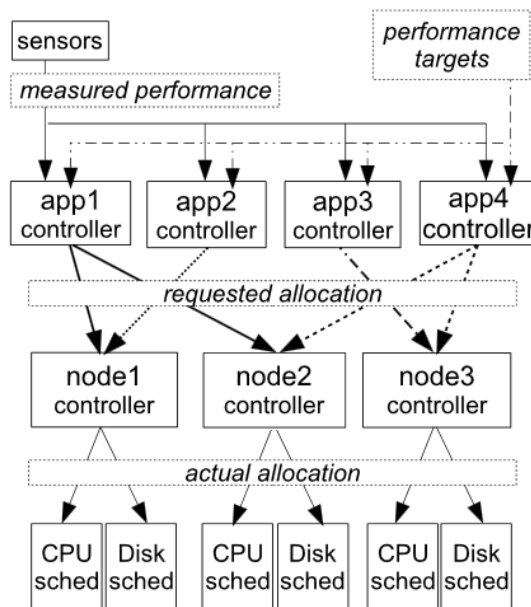 sensors
performance
targets
measured performance
app1
controller
app2
controller
app3
controller
app4
controller
requested allocation
node1
controller
node2
controller
node3
controller
actual allocation
CPU
sched
Disk
sched
CPU
sched
Disk
sched
CPU
sched
Disk
sched